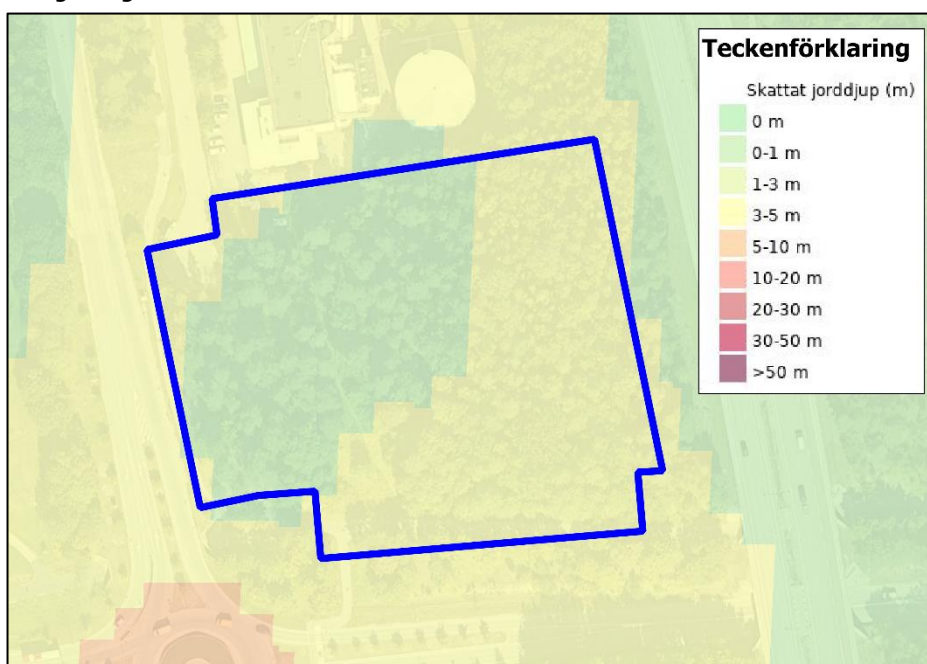 Teckenförklaring
Skattat jorddjup (m)
0 m
0-1 m
1-3 m
3-5 m
5-10 m
10-20 m
20-30 m
30-50 m
>50 m